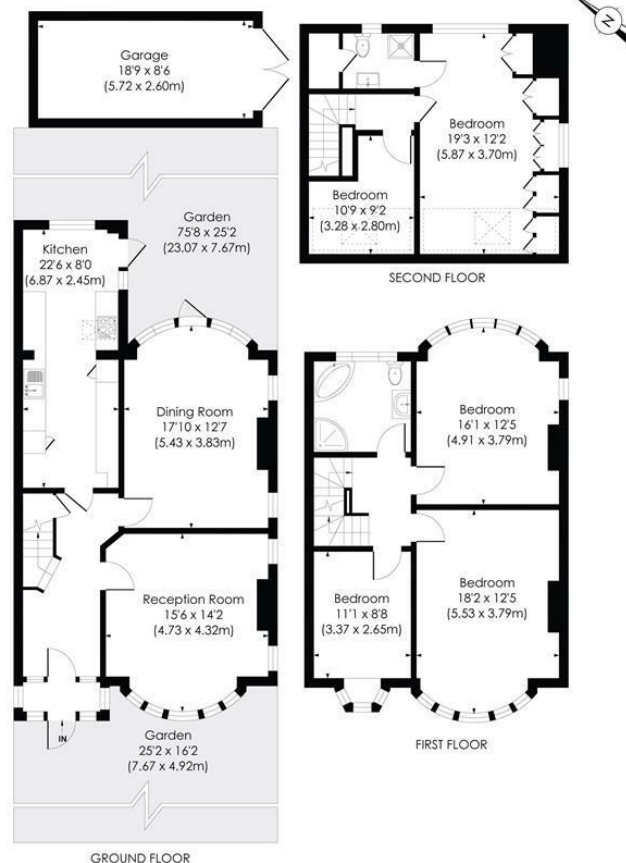 Garage
18'9 x 8'6
(5.72 x 2.60m)
N
Bedroom
19'3 x 12'2
(5.87 x 3.70m)
Bedroom
10'9 x 9'2
(3.28 x 2.80m)
SECOND FLOOR
Garden
75'8 x 25'2
(23.07 x 7.67m)
Kitchen
22'6 x 8'0
(6.87 x 2.45m)
Dining Room
17'10 x 12'7
(5.43 x 3.83m)
Reception Room
15'6 x 14'2
(4.73 x 4.32m)
IN
Garden
25'2 x 16'2
(7.67 x 4.92m)
GROUND FLOOR
Bedroom
16'1 x 12'5
(4.91 x 3.79m)
Bedroom
18'2 x 12'5
(5.53 x 3.79m)
Bedroom
11'1 x 8'8
(3.37 x 2.65m)
FIRST FLOOR